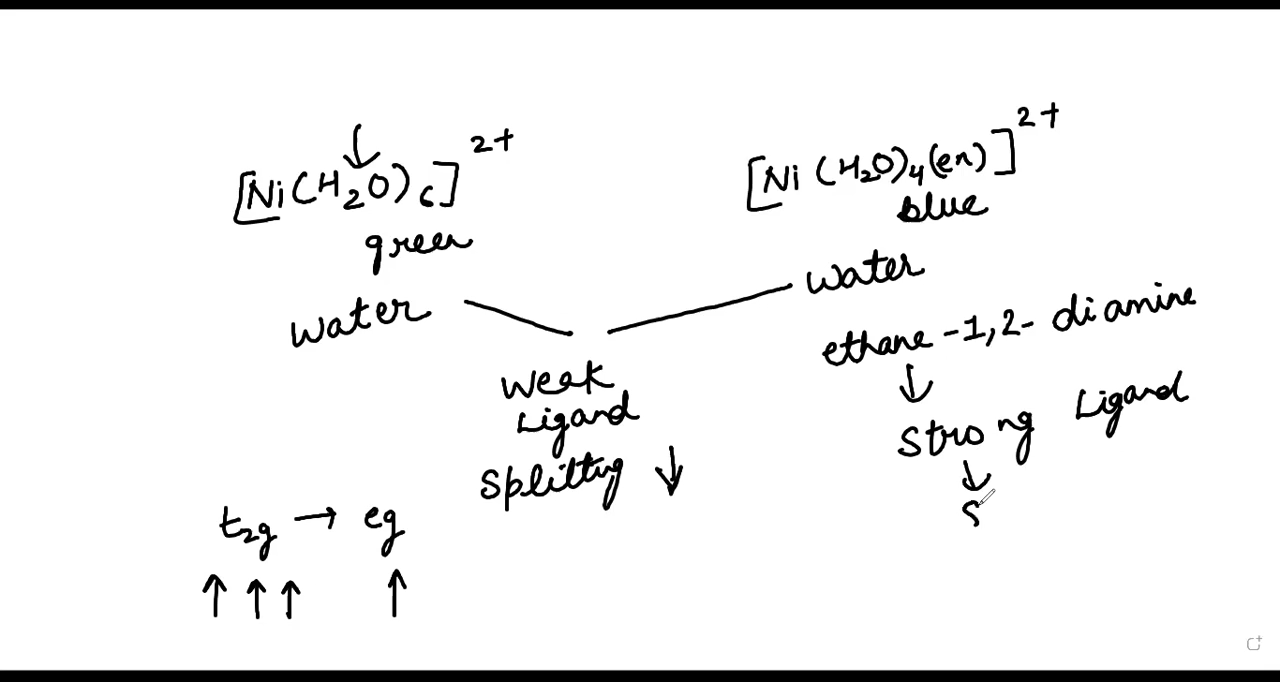 [Ni(H2O)6]2+
green
water
[Ni(H2O)4(en)]2+
blue
water
ethane-1,2-diamine
↓
Strong Ligand
↓
S
Weak
Ligand
Splitting ↓
t2g → eg
↑ ↑ ↑ ↑